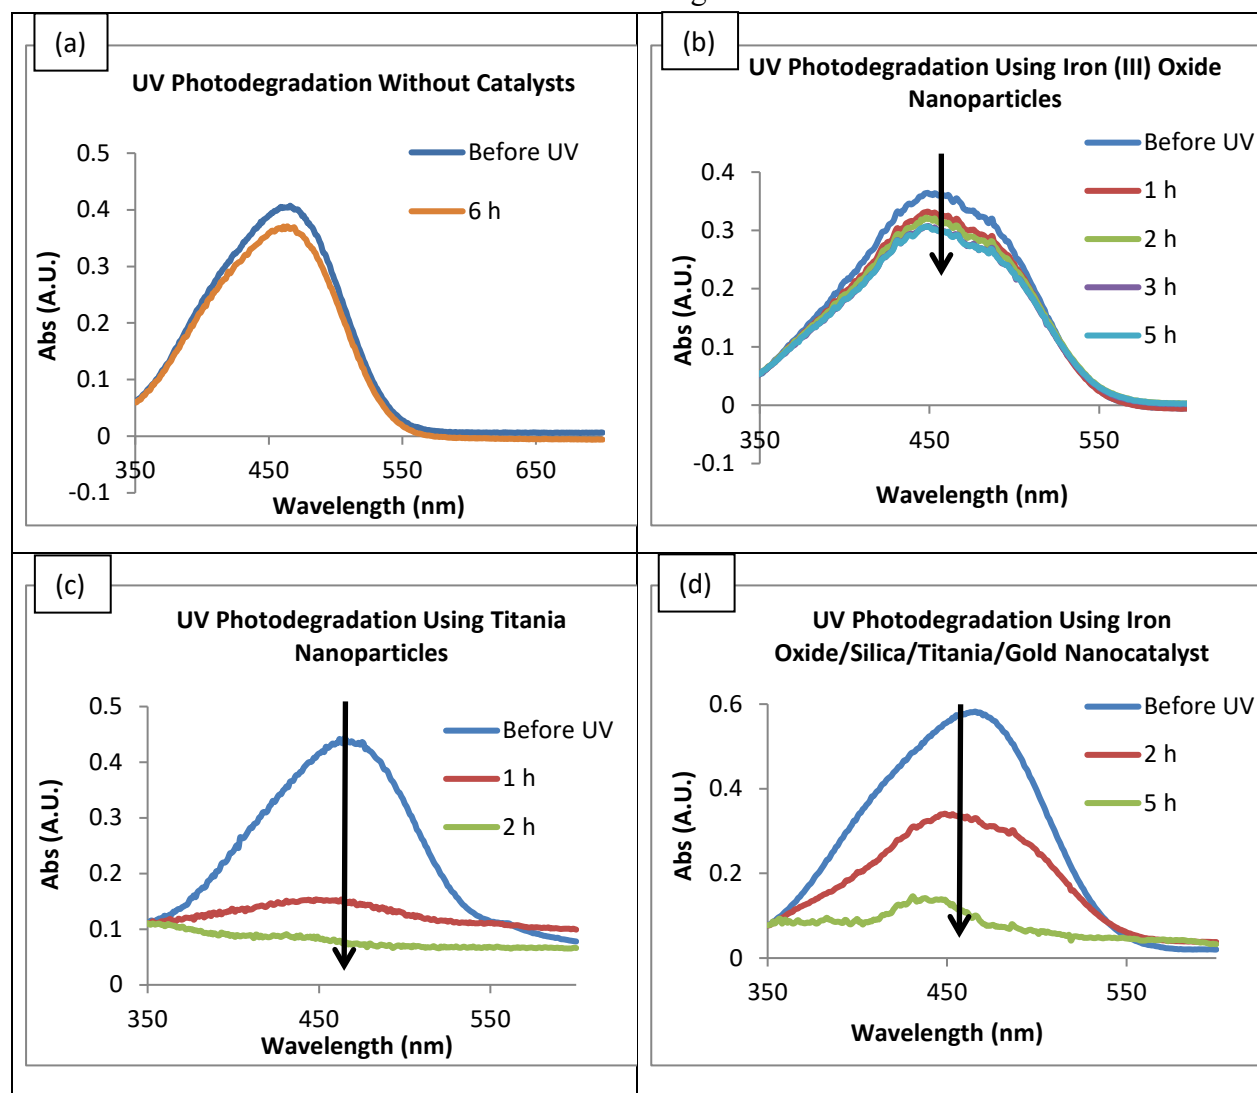 (a)
UV Photodegradation Without Catalysts
Before UV
6 h
0.5
0.4
0.3
0.2
0.1
0
-0.1
350
450
550
650
Abs (A.U.)
Wavelength (nm)
(b)
UV Photodegradation Using Iron (III) Oxide
Nanoparticles
Before UV
1 h
2 h
3 h
5 h
0.4
0.3
0.2
0.1
0
-0.1
350
450
550
Abs (A.U.)
Wavelength (nm)
(c)
UV Photodegradation Using Titania
Nanoparticles
Before UV
1 h
2 h
0.5
0.4
0.3
0.2
0.1
0
350
450
550
Abs (A.U.)
Wavelength (nm)
(d)
UV Photodegradation Using Iron
Oxide/Silica/Titania/Gold Nanocatalyst
Before UV
2 h
5 h
0.6
0.4
0.2
0
350
450
550
Abs (A.U.)
Wavelength (nm)